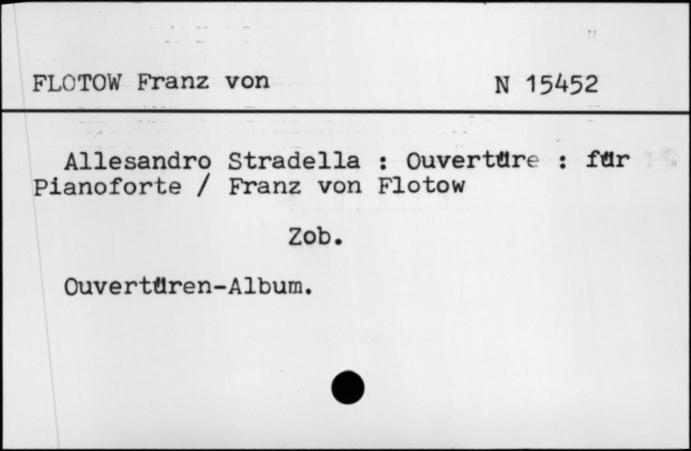 FLOTOW Franz von N 15452
Allesandro Stradella : Ouvertüre : für
Pianoforte / Franz von Flotow
Zob.
Ouvertüren-Album.